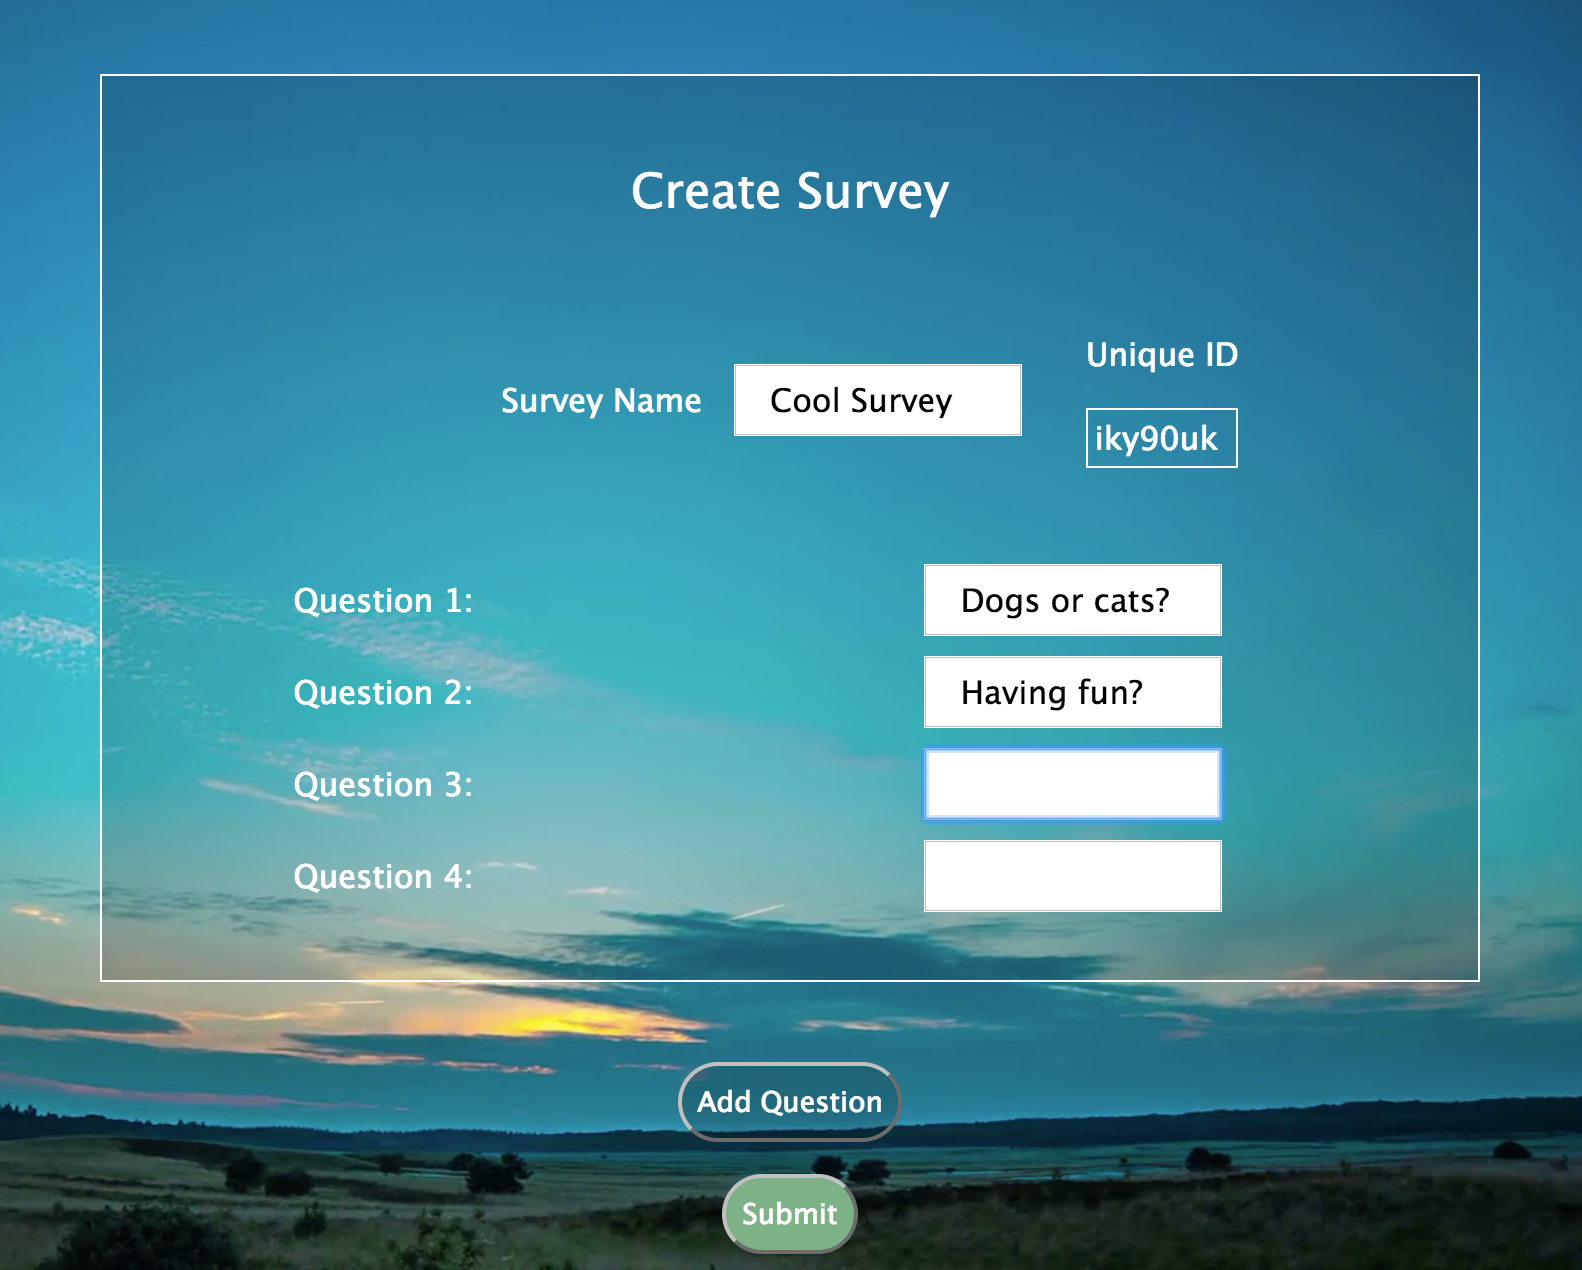 Create Survey
Survey Name
Cool Survey
Unique ID
iky90uk
Question 1:
Dogs or cats?
Question 2:
Having fun?
Question 3:
Question 4:
Add Question
Submit